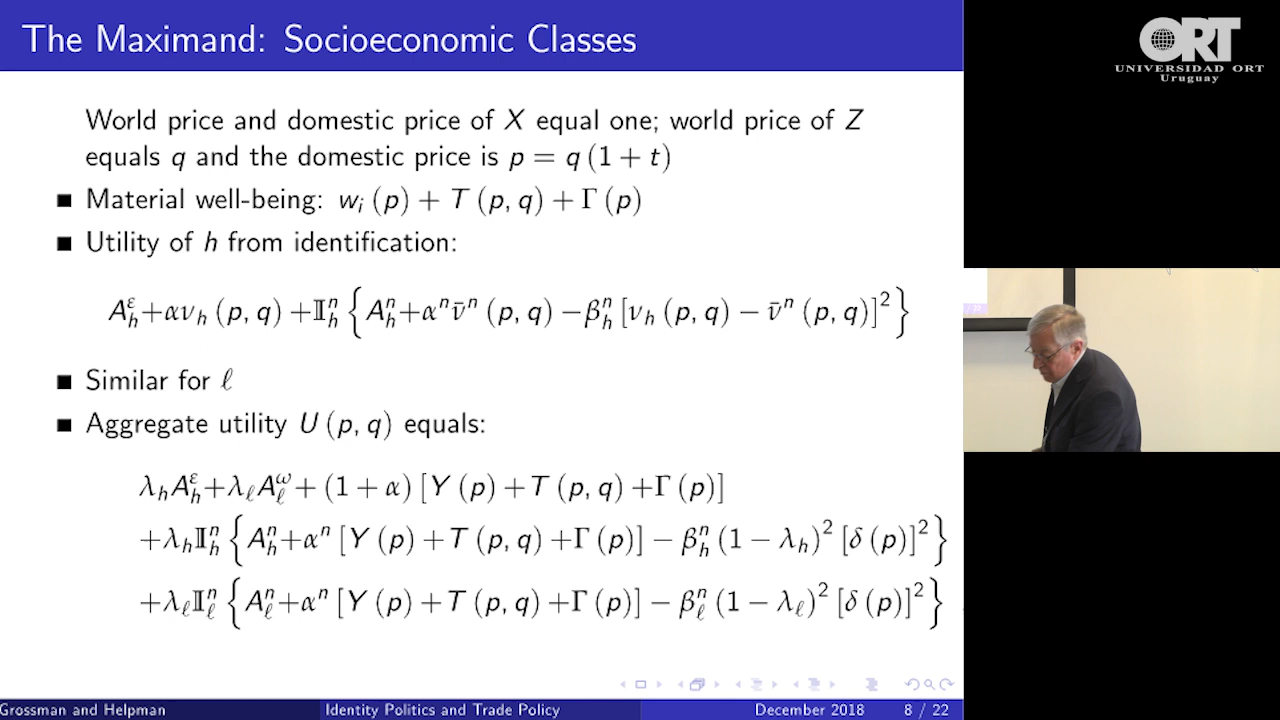 The Maximand: Socioeconomic Classes
World price and domestic price of X equal one; world price of Z
equals q and the domestic price is p = q (1 + t)
Material well-being: wᵢ (p) + T (p, q) + Γ (p)
Utility of h from identification:
A_h^ε + αν_h (p, q) + 𝕀_h^n { A_h^n + α^n ν̄^n (p, q) − β_h^n [ν_h (p, q) − ν̄^n (p, q)]² }
Similar for ℓ
Aggregate utility U (p, q) equals:
λ_h A_h^ε + λ_ℓ A_ℓ^ω + (1 + α) [Y (p) + T (p, q) + Γ (p)]
+λ_h 𝕀_h^n { A_h^n + α^n [Y (p) + T (p, q) + Γ (p)] − β_h^n (1 − λ_h)² [δ (p)]² }
+λ_ℓ 𝕀_ℓ^n { A_ℓ^n + α^n [Y (p) + T (p, q) + Γ (p)] − β_ℓ^n (1 − λ_ℓ)² [δ (p)]² }
Grossman and Helpman
Identity Politics and Trade Policy
December 2018
8 / 22
ORT
UNIVERSIDAD ORT
Uruguay